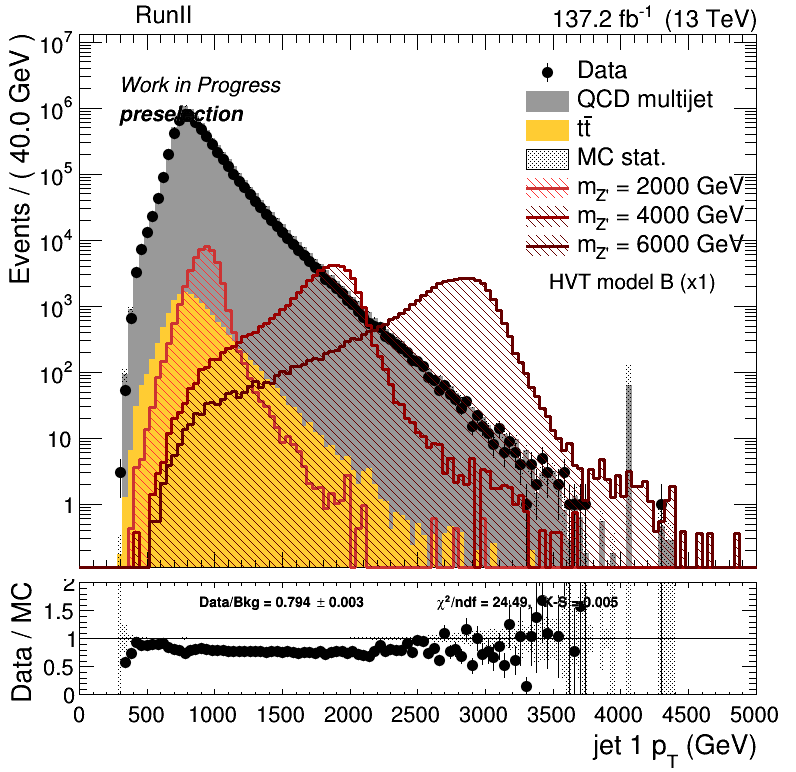 RunII 137.2 fb⁻¹ (13 TeV)
Events / ( 40.0 GeV )
10⁷
10⁶
10⁵
10⁴
10³
10²
10
1
Work in Progress
preselection
Data
QCD multijet
tt̄
MC stat.
m_Z' = 2000 GeV
m_Z' = 4000 GeV
m_Z' = 6000 GeV
HVT model B (x1)
Data / MC
2
1.5
1
0.5
0
Data/Bkg = 0.794 ± 0.003 χ²/ndf = 24.49, K-S = 0.005
0 500 1000 1500 2000 2500 3000 3500 4000 4500 5000
jet 1 p_T (GeV)